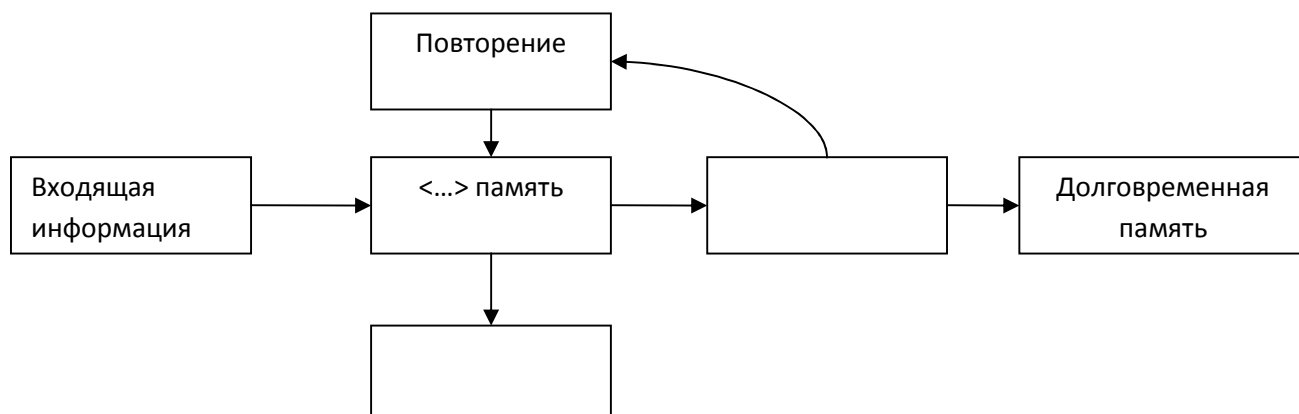 Повторение
Входящая
информация
<...> память
Долговременная
память